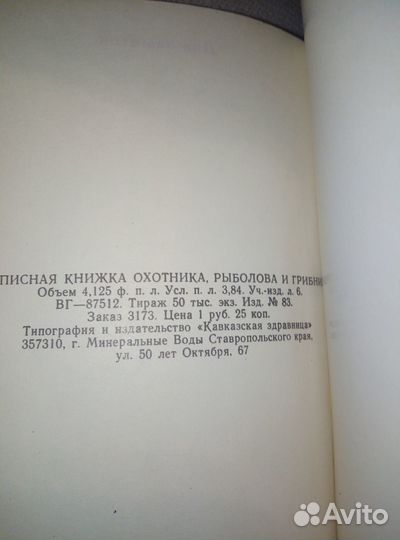 ПИСНАЯ КНИЖКА ОХОТНИКА, РЫБОЛОВА И ГРИБНИ
Объем 4,125 ф. п. л. Усл. п. л. 3,84. Уч.-изд. л. 6.
ВГ—87512. Тираж 50 тыс. экз. Изд. № 83.
Заказ 3173. Цена 1 руб. 25 коп.
Типография и издательство «Кавказская здравница»
357310, г. Минеральные Воды Ставропольского края,
ул. 50 лет Октября, 67
Avito